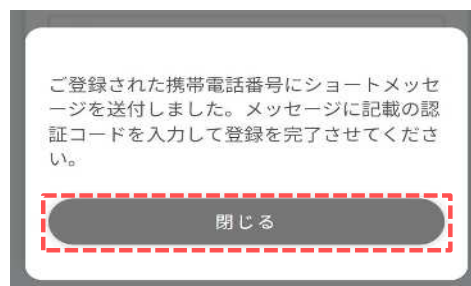 ご登録された携帯電話番号にショートメッセ
ージを送付しました。メッセージに記載の認
証コードを入力して登録を完了させてくださ
い。
閉じる